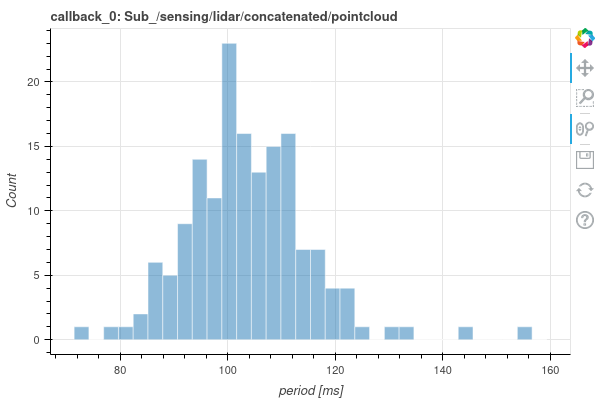 callback_0: Sub_/sensing/lidar/concatenated/pointcloud
Count
20
15
10
5
0
80 100 120 140 160
period [ms]